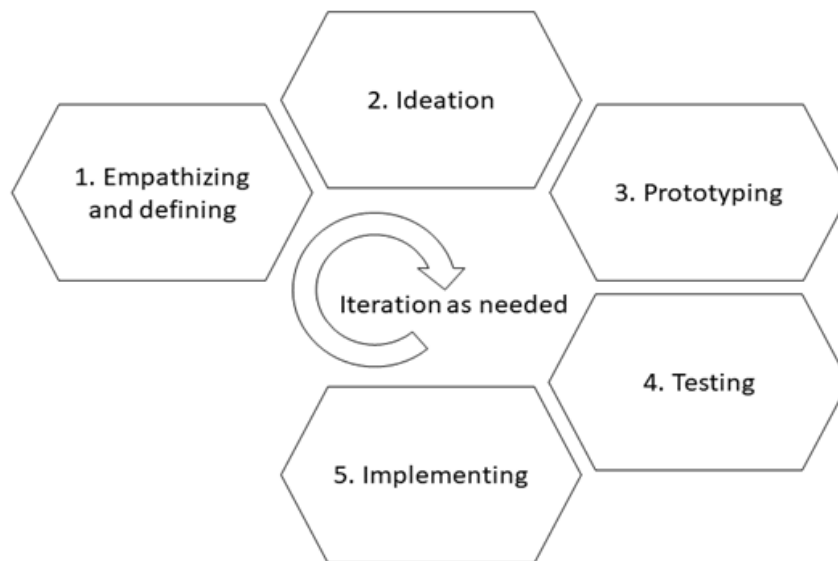 1. Empathizing
and defining
2. Ideation
3. Prototyping
4. Testing
5. Implementing
Iteration as needed